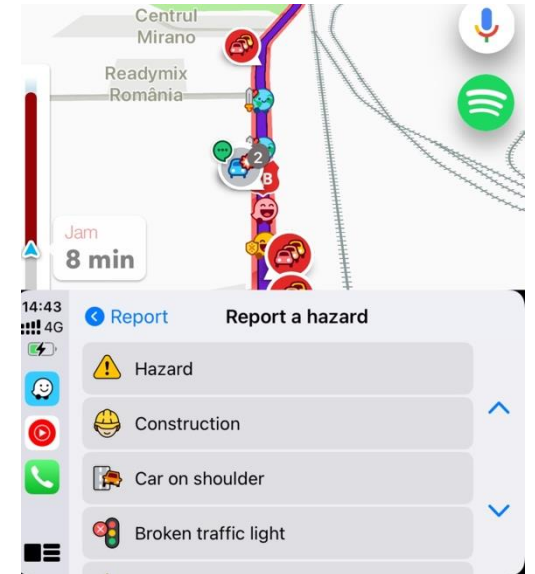 Centrul
Mirano
Readymix
România
2
B
Jam
8 min
14:43
4G
Report
Report a hazard
Hazard
Construction
Car on shoulder
Broken traffic light